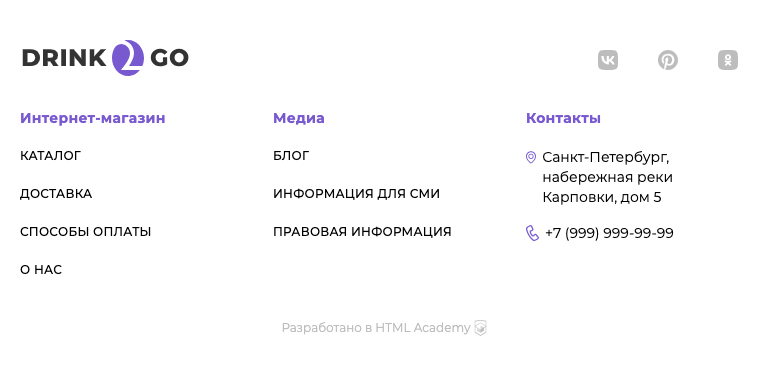 DRINK 2 GO
Интернет-магазин
КАТАЛОГ
ДОСТАВКА
СПОСОБЫ ОПЛАТЫ
О НАС
Медиа
БЛОГ
ИНФОРМАЦИЯ ДЛЯ СМИ
ПРАВОВАЯ ИНФОРМАЦИЯ
Контакты
Санкт-Петербург,
набережная реки
Карповки, дом 5
+7 (999) 999-99-99
Разработано в HTML Academy